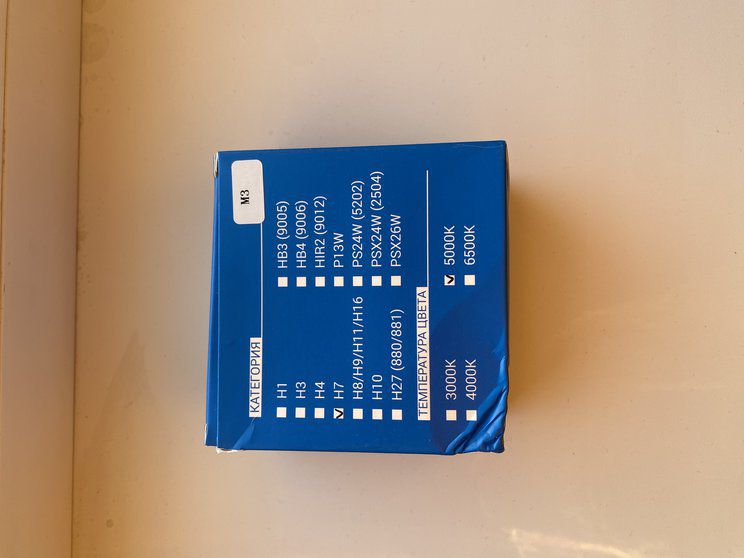 M3
КАТЕГОРИЯ
H1
H3
H4
H7
H8/H9/H11/H16
H10
H27 (880/881)
HB3 (9005)
HB4 (9006)
HIR2 (9012)
P13W
PS24W (5202)
PSX24W (2504)
PSX26W
ТЕМПЕРАТУРА ЦВЕТА
3000K
4000K
5000K
6500K